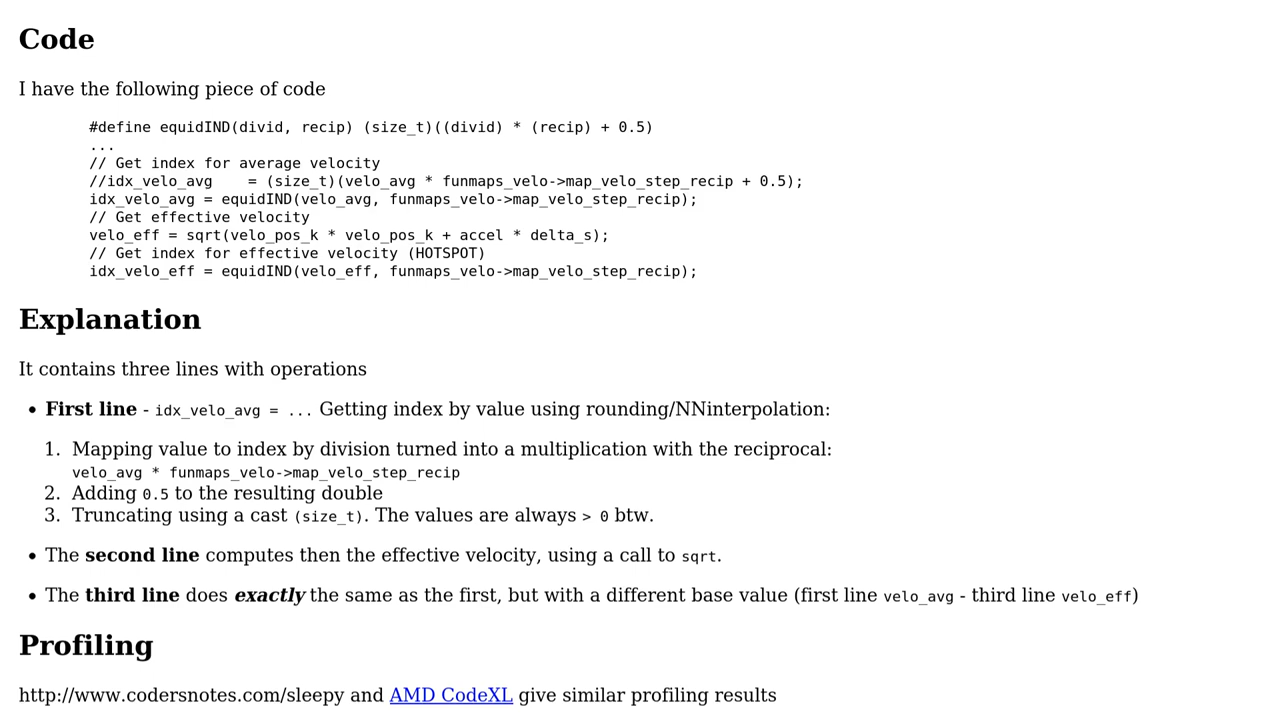 Code
I have the following piece of code
#define equidIND(divid, recip) (size_t)((divid) * (recip) + 0.5)
...
// Get index for average velocity
//idx_velo_avg    = (size_t)(velo_avg * funmaps_velo->map_velo_step_recip + 0.5);
idx_velo_avg = equidIND(velo_avg, funmaps_velo->map_velo_step_recip);
// Get effective velocity
velo_eff = sqrt(velo_pos_k * velo_pos_k + accel * delta_s);
// Get index for effective velocity (HOTSPOT)
idx_velo_eff = equidIND(velo_eff, funmaps_velo->map_velo_step_recip);
Explanation
It contains three lines with operations
• First line - idx_velo_avg = ... Getting index by value using rounding/NNinterpolation:
1. Mapping value to index by division turned into a multiplication with the reciprocal:
velo_avg * funmaps_velo->map_velo_step_recip
2. Adding 0.5 to the resulting double
3. Truncating using a cast (size_t). The values are always > 0 btw.
• The second line computes then the effective velocity, using a call to sqrt.
• The third line does exactly the same as the first, but with a different base value (first line velo_avg - third line velo_eff)
Profiling
http://www.codersnotes.com/sleepy and AMD CodeXL give similar profiling results